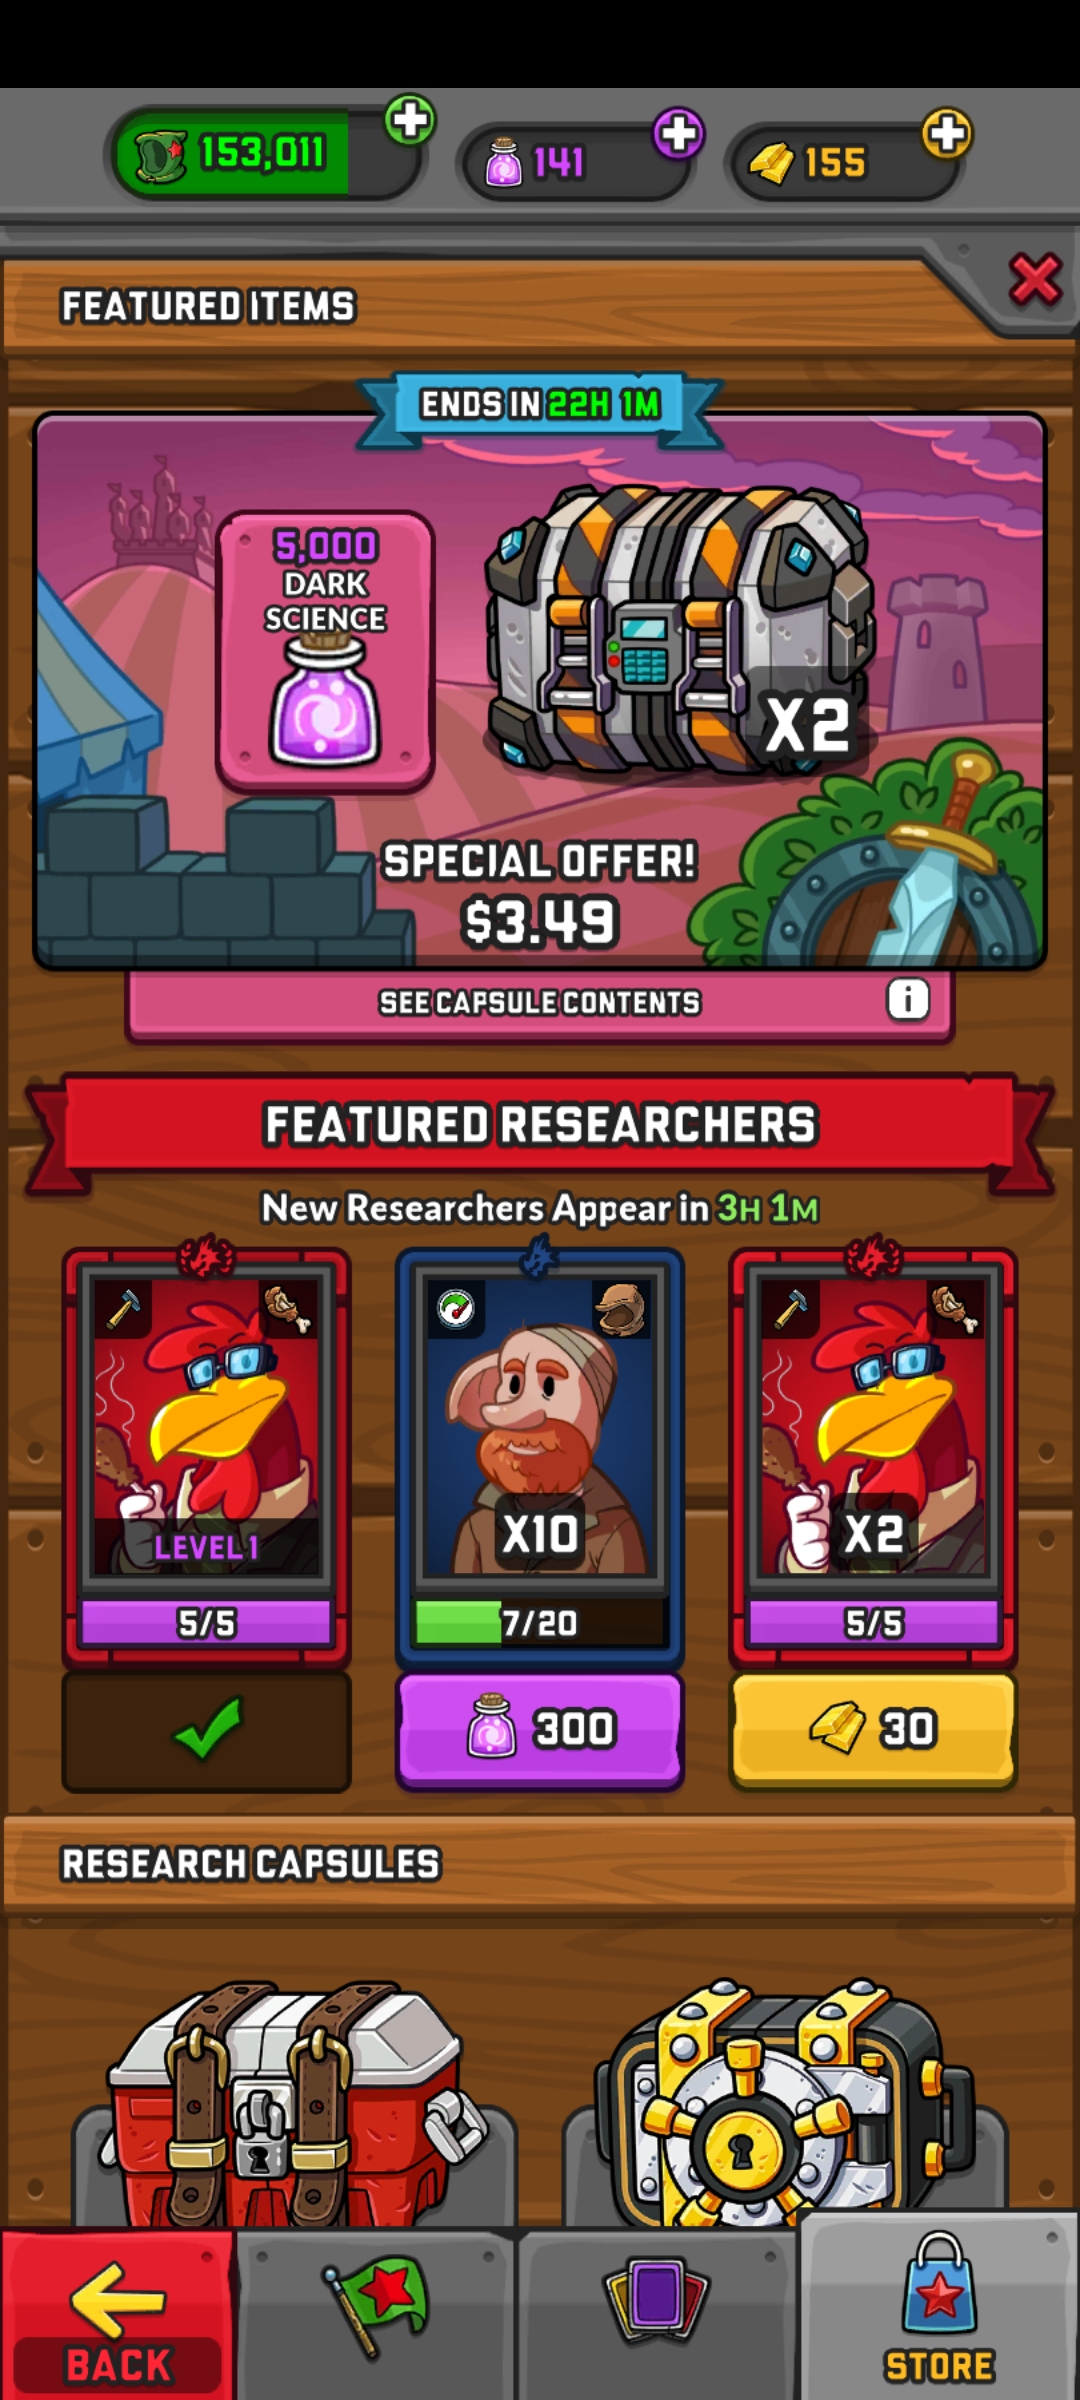 153,011
141
155
FEATURED ITEMS
ENDS IN 22H 1M
5,000
DARK
SCIENCE
X2
SPECIAL OFFER!
$3.49
SEE CAPSULE CONTENTS
i
FEATURED RESEARCHERS
New Researchers Appear in 3H 1M
LEVEL 1
X10
X2
5/5
7/20
5/5
300
30
RESEARCH CAPSULES
BACK
STORE